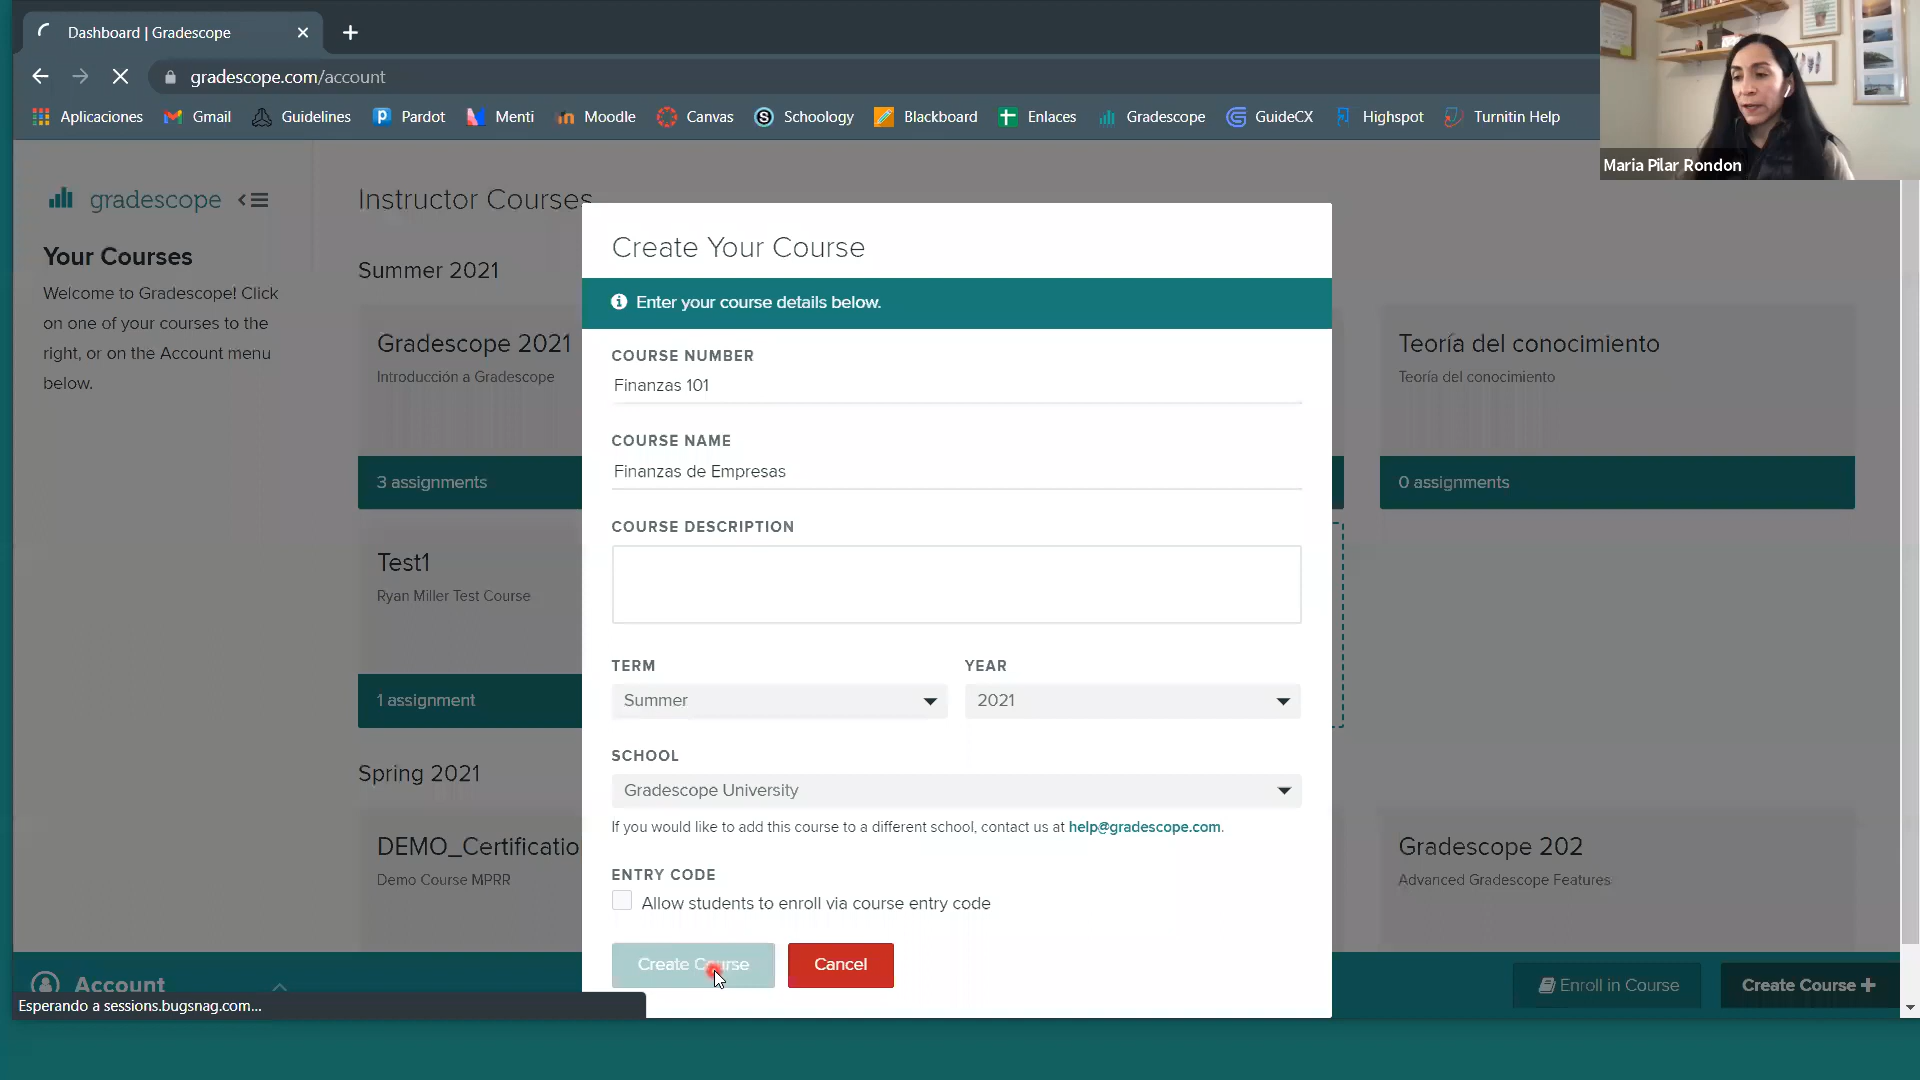 Dashboard | Gradescope
gradescope.com/account
Aplicaciones Gmail Guidelines Pardot Menti Moodle Canvas Schoology Blackboard Enlaces Gradescope GuideCX Highspot Turnitin Help
Maria Pilar Rondon
gradescope
Your Courses
Welcome to Gradescope! Click
on one of your courses to the
right, or on the Account menu
below.
Instructor Courses
Summer 2021
Gradescope 2021
Introducción a Gradescope
3 assignments
Teoría del conocimiento
Teoría del conocimiento
0 assignments
Test1
Ryan Miller Test Course
1 assignment
Spring 2021
DEMO_Certificatio
Demo Course MPRR
Gradescope 202
Advanced Gradescope Features
Create Your Course
Enter your course details below.
COURSE NUMBER
Finanzas 101
COURSE NAME
Finanzas de Empresas
COURSE DESCRIPTION
TERM YEAR
Summer 2021
SCHOOL
Gradescope University
If you would like to add this course to a different school, contact us at help@gradescope.com.
ENTRY CODE
Allow students to enroll via course entry code
Create Course Cancel
Account
Enroll in Course Create Course +
Esperando a sessions.bugsnag.com...